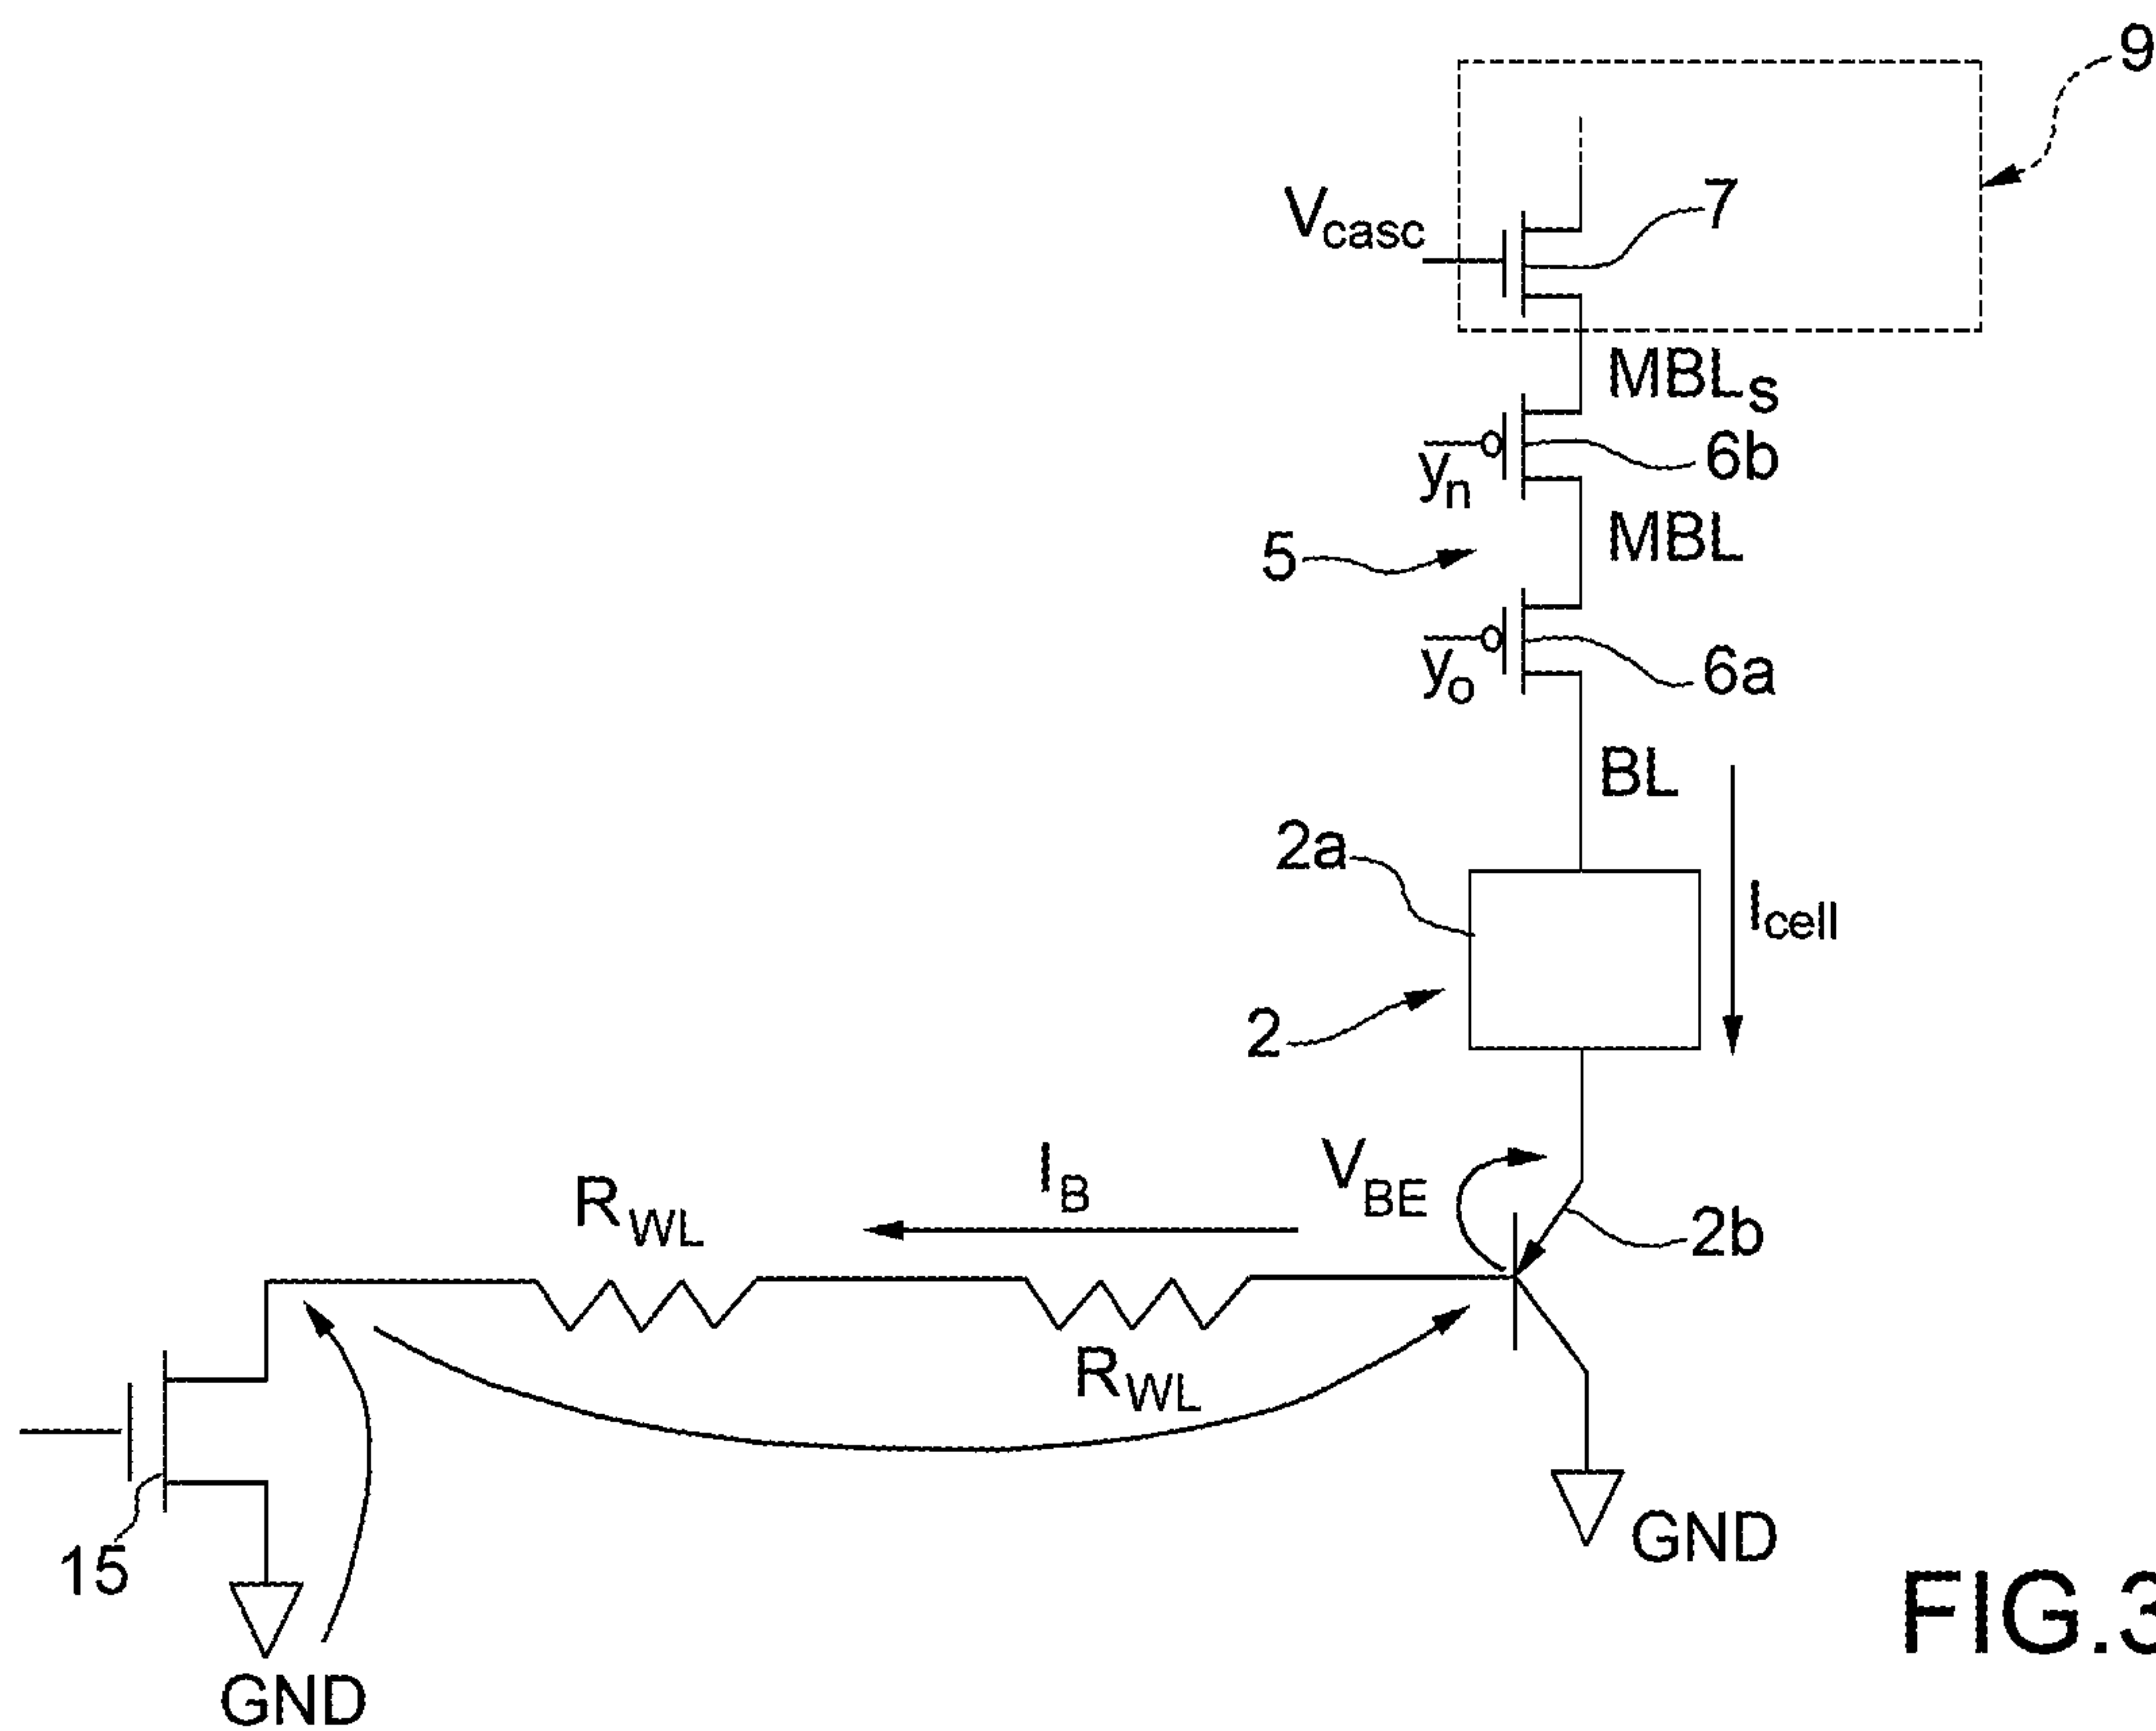 9
Vcasc
7
MBLS
6b
yn
MBL
5
6a
yo
BL
2a
Icell
2
VBE
IB
RWL
2b
RWL
15
GND
GND
FIG.3